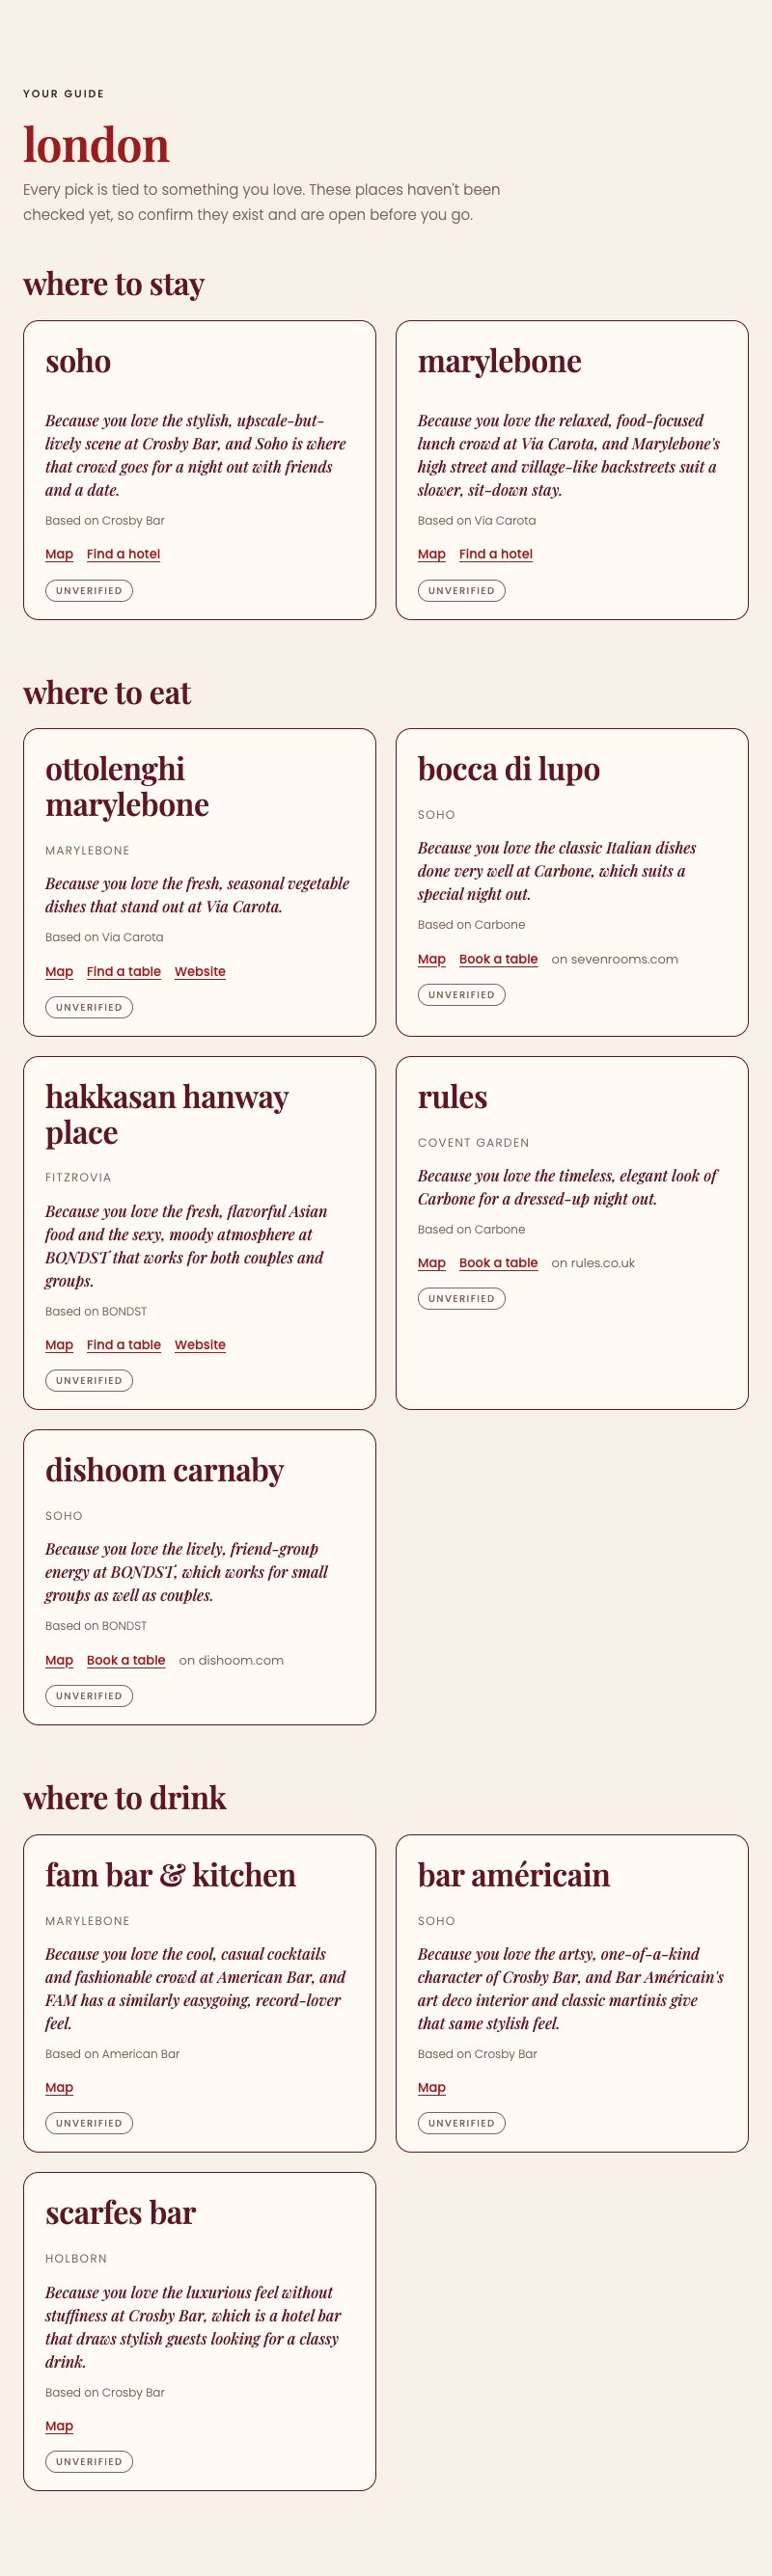 YOUR GUIDE
london
Every pick is tied to something you love. These places haven't been
checked yet, so confirm they exist and are open before you go.
where to stay
soho
Because you love the stylish, upscale-but-
lively scene at Crosby Bar, and Soho is where
that crowd goes for a night out with friends
and a date.
Based on Crosby Bar
Map Find a hotel
UNVERIFIED
marylebone
Because you love the relaxed, food-focused
lunch crowd at Via Carota, and Marylebone's
high street and village-like backstreets suit a
slower, sit-down stay.
Based on Via Carota
Map Find a hotel
UNVERIFIED
where to eat
ottolenghi
marylebone
MARYLEBONE
Because you love the fresh, seasonal vegetable
dishes that stand out at Via Carota.
Based on Via Carota
Map Find a table Website
UNVERIFIED
bocca di lupo
SOHO
Because you love the classic Italian dishes
done very well at Carbone, which suits a
special night out.
Based on Carbone
Map Book a table on sevenrooms.com
UNVERIFIED
hakkasan hanway
place
FITZROVIA
Because you love the fresh, flavorful Asian
food and the sexy, moody atmosphere at
BONDST that works for both couples and
groups.
Based on BONDST
Map Find a table Website
UNVERIFIED
rules
COVENT GARDEN
Because you love the timeless, elegant look of
Carbone for a dressed-up night out.
Based on Carbone
Map Book a table on rules.co.uk
UNVERIFIED
dishoom carnaby
SOHO
Because you love the lively, friend-group
energy at BONDST, which works for small
groups as well as couples.
Based on BONDST
Map Book a table on dishoom.com
UNVERIFIED
where to drink
fam bar & kitchen
MARYLEBONE
Because you love the cool, casual cocktails
and fashionable crowd at American Bar, and
FAM has a similarly easygoing, record-lover
feel.
Based on American Bar
Map
UNVERIFIED
bar américain
SOHO
Because you love the artsy, one-of-a-kind
character of Crosby Bar, and Bar Américain's
art deco interior and classic martinis give
that same stylish feel.
Based on Crosby Bar
Map
UNVERIFIED
scarfes bar
HOLBORN
Because you love the luxurious feel without
stuffiness at Crosby Bar, which is a hotel bar
that draws stylish guests looking for a classy
drink.
Based on Crosby Bar
Map
UNVERIFIED